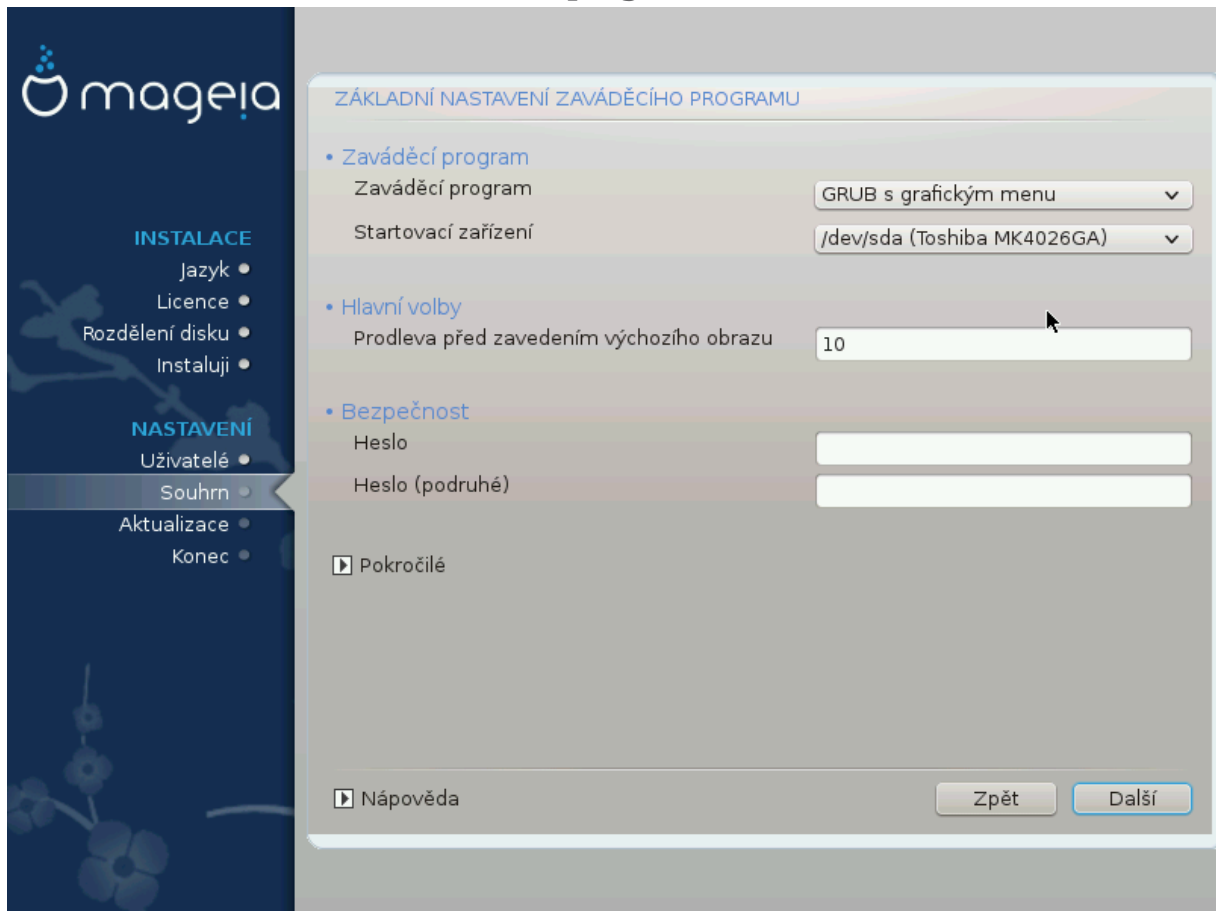 mageia
INSTALACE
Jazyk
Licence
Rozdělení disku
Instaluji
NASTAVENÍ
Uživatelé
Souhrn
Aktualizace
Konec
ZÁKLADNÍ NASTAVENÍ ZAVÁDĚCÍHO PROGRAMU
• Zaváděcí program
Zaváděcí program
GRUB s grafickým menu
Startovací zařízení
/dev/sda (Toshiba MK4026GA)
• Hlavní volby
Prodleva před zavedením výchozího obrazu
10
• Bezpečnost
Heslo
Heslo (podruhé)
Pokročilé
Nápověda
Zpět
Další